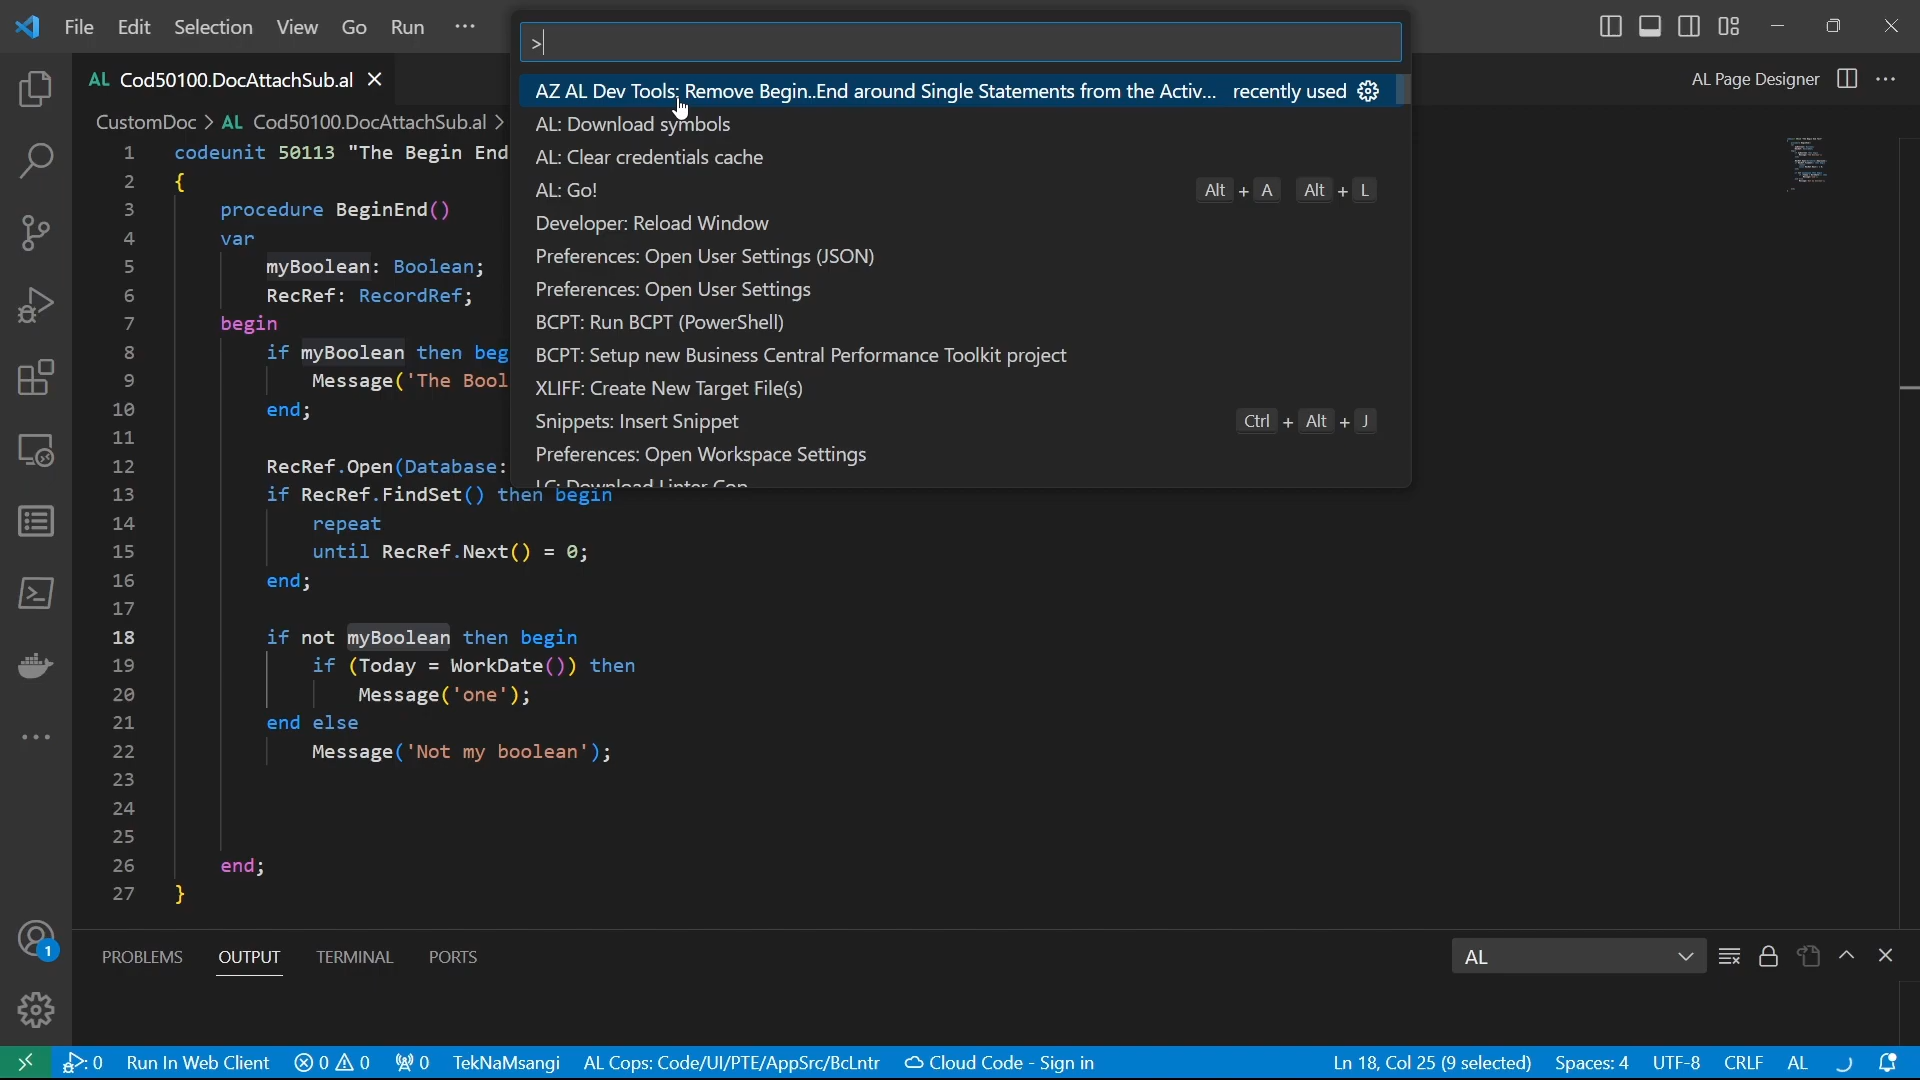 File Edit Selection View Go Run ···
>
AZ AL Dev Tools: Remove Begin..End around Single Statements from the Activ... recently used
AL: Download symbols
AL: Clear credentials cache
AL: Go! Alt + A Alt + L
Developer: Reload Window
Preferences: Open User Settings (JSON)
Preferences: Open User Settings
BCPT: Run BCPT (PowerShell)
BCPT: Setup new Business Central Performance Toolkit project
XLIFF: Create New Target File(s)
Snippets: Insert Snippet Ctrl + Alt + J
Preferences: Open Workspace Settings
LC: Download Linter Cop
AL Cod50100.DocAttachSub.al
AL Page Designer
CustomDoc > AL Cod50100.DocAttachSub.al >
1 codeunit 50113 "The Begin End
2 {
3 procedure BeginEnd()
4 var
5 myBoolean: Boolean;
6 RecRef: RecordRef;
7 begin
8 if myBoolean then beg
9 Message('The Bool
10 end;
11
12 RecRef.Open(Database:
13 if RecRef.FindSet() then begin
14 repeat
15 until RecRef.Next() = 0;
16 end;
17
18 if not myBoolean then begin
19 if (Today = WorkDate()) then
20 Message('one');
21 end else
22 Message('Not my boolean');
23
24
25
26 end;
27 }
PROBLEMS OUTPUT TERMINAL PORTS
AL
1
0 Run In Web Client 0 0 0 TekNaMsangi AL Cops: Code/UI/PTE/AppSrc/BcLntr Cloud Code - Sign in Ln 18, Col 25 (9 selected) Spaces: 4 UTF-8 CRLF AL